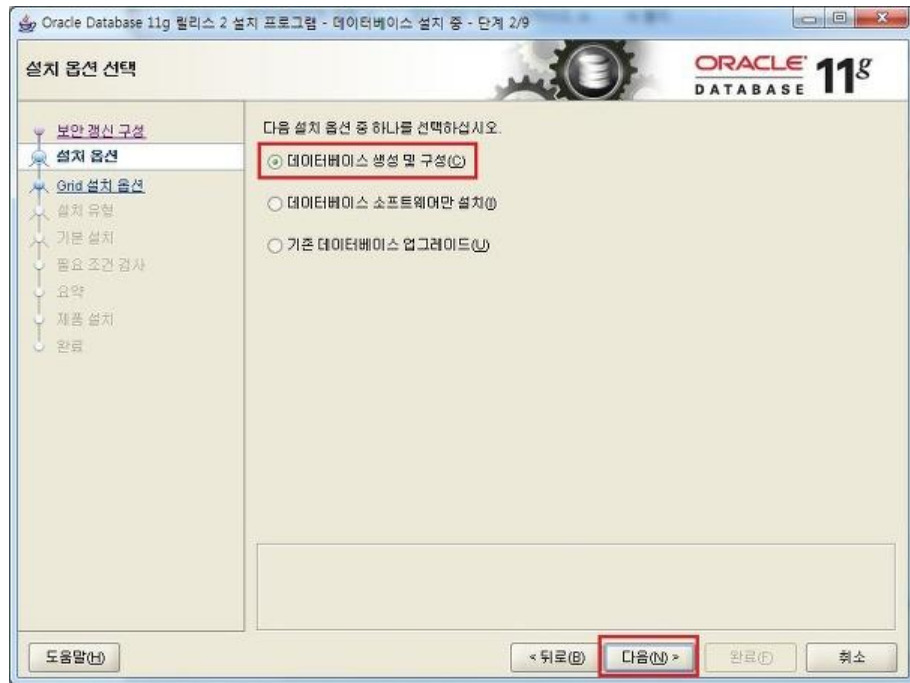 Oracle Database 11g 릴리스 2 설치 프로그램 - 데이터베이스 설치 중 - 단계 2/9
설치 옵션 선택
ORACLE
DATABASE
11g
보안 갱신 구성
설치 옵션
Grid 설치 옵션
설치 유형
기본 설치
필요 조건 검사
요약
제품 설치
완료
다음 설치 옵션 중 하나를 선택하십시오.
데이터베이스 생성 및 구성(C)
데이터베이스 소프트웨어만 설치(I)
기존 데이터베이스 업그레이드(U)
도움말(H)
< 뒤로(B)
다음(N) >
완료(F)
취소